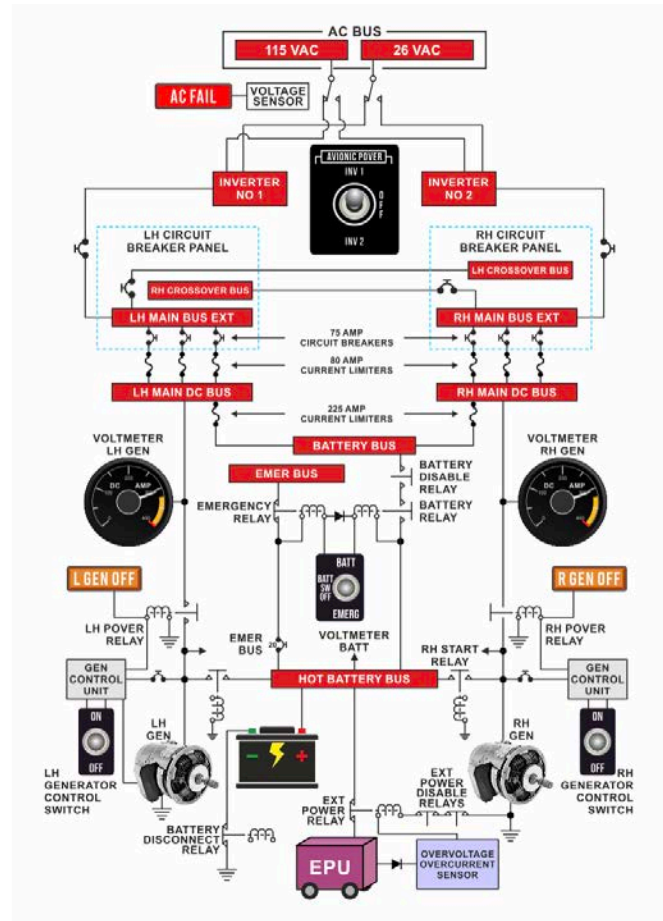 AC BUS
115 VAC
26 VAC
AC FAIL
VOLTAGE
SENSOR
AVIONIC POVER
INV 1
OFF
INV 2
INVERTER
NO 1
INVERTER
NO 2
LH CIRCUIT
BREAKER PANEL
RH CIRCUIT
BREAKER PANEL
LH CROSSOVER BUS
RH CROSSOVER BUS
LH MAIN BUS EXT
RH MAIN BUS EXT
75 AMP
CIRCUIT BREAKERS
80 AMP
CURRENT LIMITERS
LH MAIN DC BUS
RH MAIN DC BUS
225 AMP
CURRENT LIMITERS
BATTERY BUS
VOLTMETER
LH GEN
VOLTMETER
RH GEN
DC AMP
DC AMP
EMER BUS
BATTERY
DISABLE
RELAY
EMERGENCY
RELAY
BATTERY
RELAY
BATT
BATT
SW
OFF
EMERG
L GEN OFF
R GEN OFF
LH POVER
RELAY
RH POVER
RELAY
EMER
BUS
20
VOLTMETER
BATT
RH START
RELAY
GEN
CONTROL
UNIT
GEN
CONTROL
UNIT
HOT BATTERY BUS
ON
OFF
LH
GEN
RH
GEN
ON
OFF
LH
GENERATOR
CONTROL
SWITCH
RH
GENERATOR
CONTROL
SWITCH
EXT
POWER
RELAY
EXT
POWER
DISABLE
RELAYS
BATTERY
DISCONNECT
RELAY
EPU
OVERVOLTAGE
OVERCURRENT
SENSOR